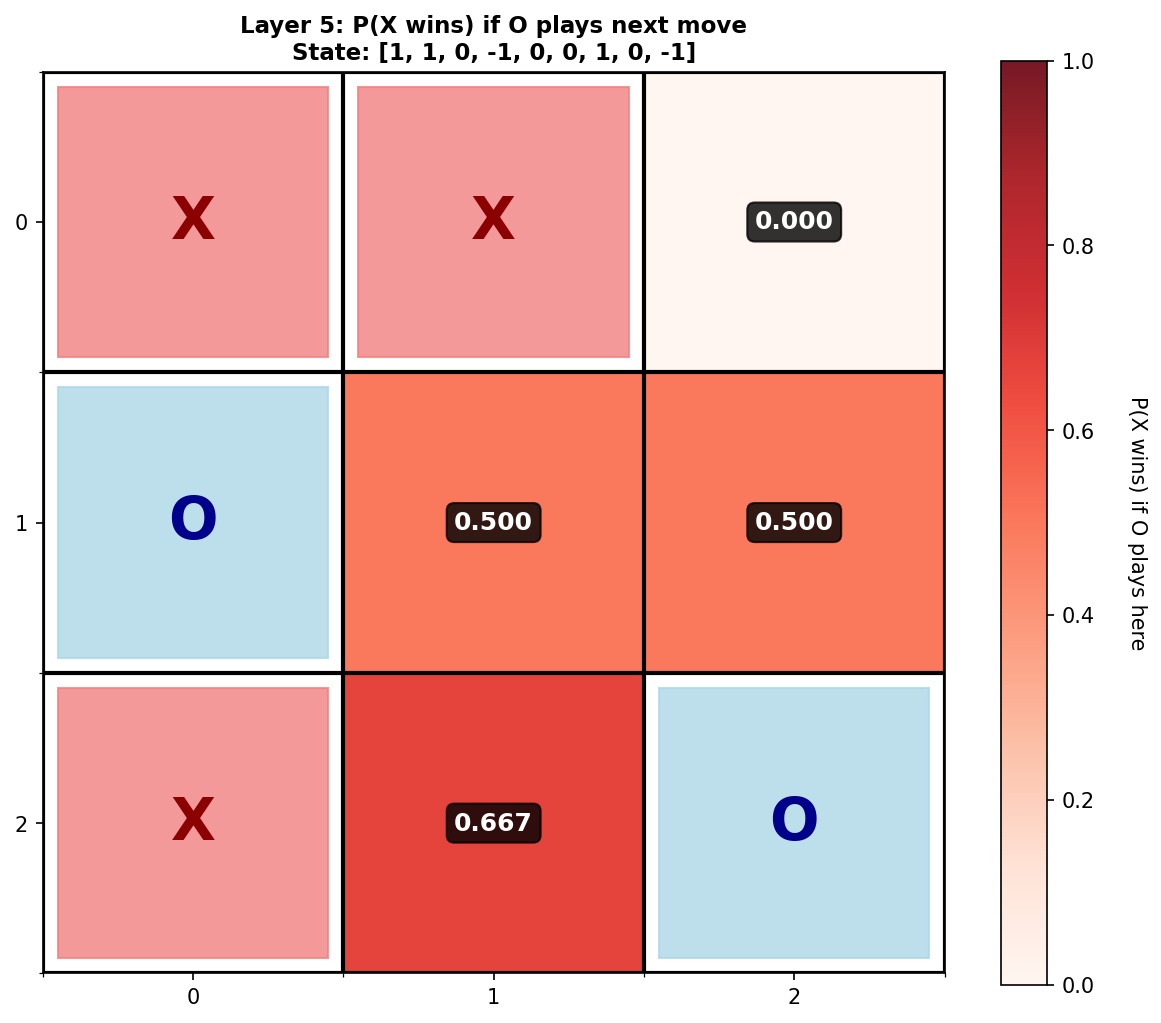 Layer 5: P(X wins) if O plays next move
State: [1, 1, 0, -1, 0, 0, 1, 0, -1]
0
X
X
0.000
1
O
0.500
0.500
2
X
0.667
O
0
1
2
1.0
0.8
0.6
0.4
0.2
0.0
P(X wins) if O plays here